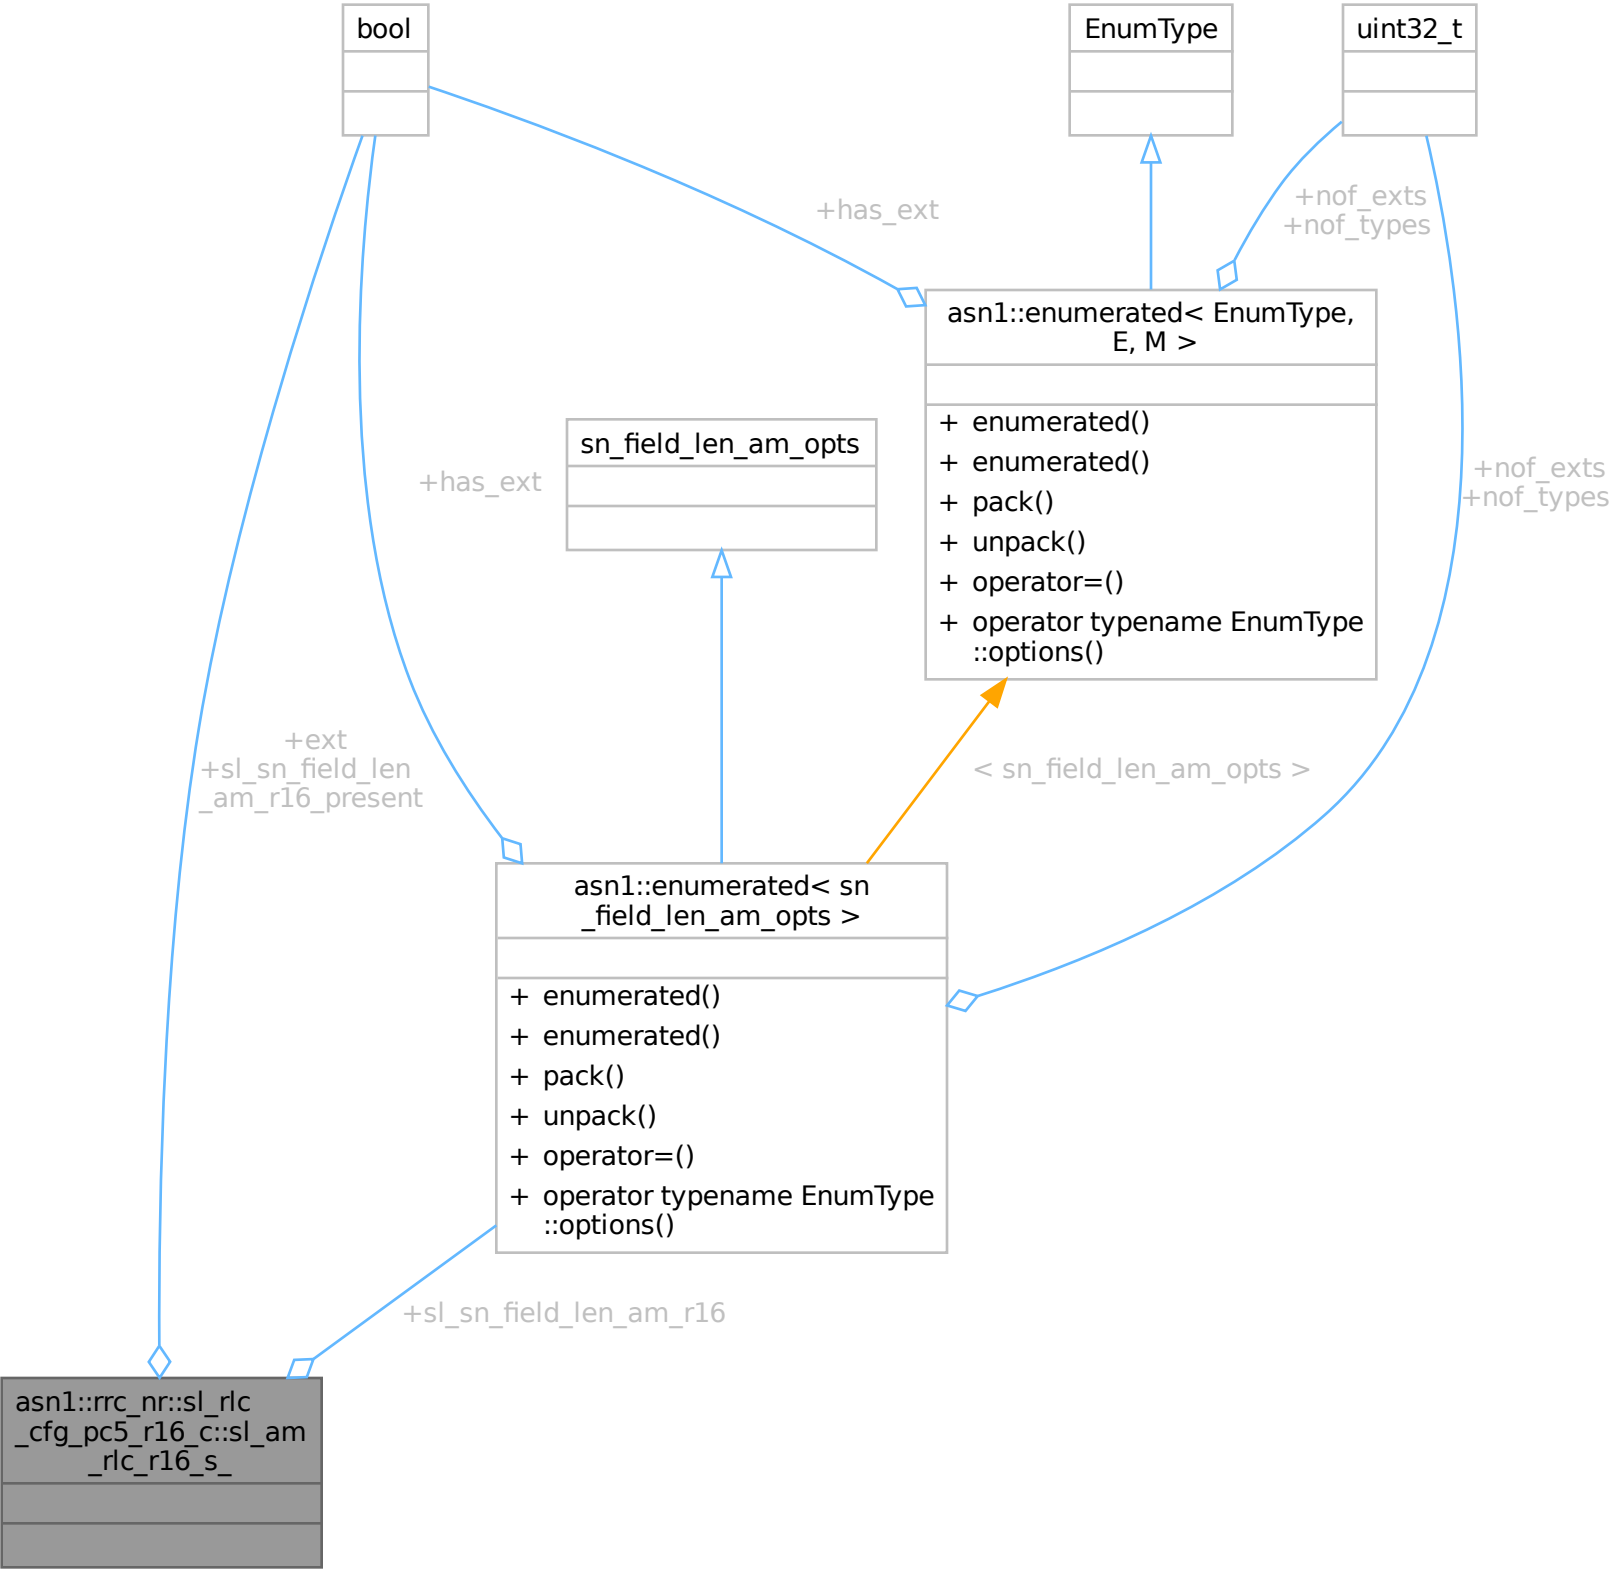 bool
EnumType
uint32_t
+nof_exts
+nof_types
+has_ext
asn1::enumerated< EnumType,
E, M >
+ enumerated()
+ enumerated()
+ pack()
+ unpack()
+ operator=()
+ operator typename EnumType
::options()
sn_field_len_am_opts
+has_ext
+nof_exts
+nof_types
+ext
+sl_sn_field_len
_am_r16_present
< sn_field_len_am_opts >
asn1::enumerated< sn
_field_len_am_opts >
+ enumerated()
+ enumerated()
+ pack()
+ unpack()
+ operator=()
+ operator typename EnumType
::options()
+sl_sn_field_len_am_r16
asn1::rrc_nr::sl_rlc
_cfg_pc5_r16_c::sl_am
_rlc_r16_s_